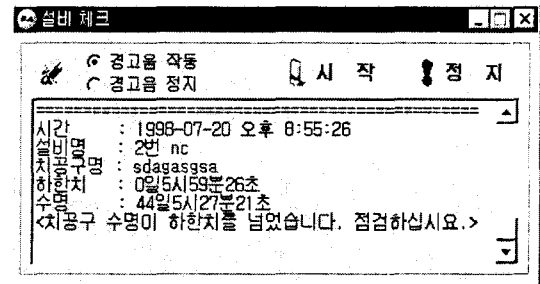 설비 체크
경고음 작동
경고음 정지
시 작
정 지
==================================================
시간 : 1998-07-20 오후 8:55:26
설비명 : 2번 nc
치공구명 : sdagasgsa
하한치 : 0일5시59분26초
수명 : 44일5시27분21초
<치공구 수명이 하한치를 넘었습니다. 점검하십시요.>